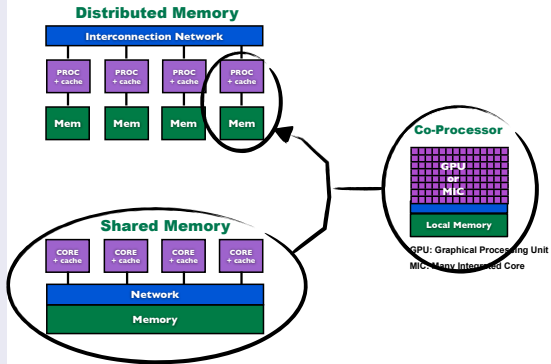 Distributed Memory
Interconnection Network
PROC PROC PROC PROC
+ cache + cache + cache + cache
Mem Mem Mem Mem
Co-Processor
GPU
or
MIC
Local Memory
GPU: Graphical Processing Unit
MIC: Many Integrated Core
Shared Memory
CORE CORE CORE CORE
+ cache + cache + cache + cache
Network
Memory